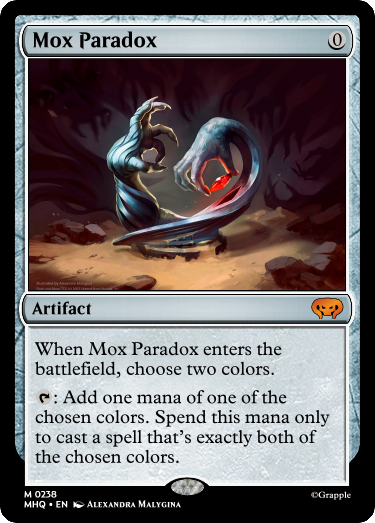 Mox Paradox 0
Artifact
When Mox Paradox enters the
battlefield, choose two colors.
: Add one mana of one of the
chosen colors. Spend this mana only
to cast a spell that's exactly both of
the chosen colors.
M 0238
MHQ • EN ALEXANDRA MALYGINA
©Grapple